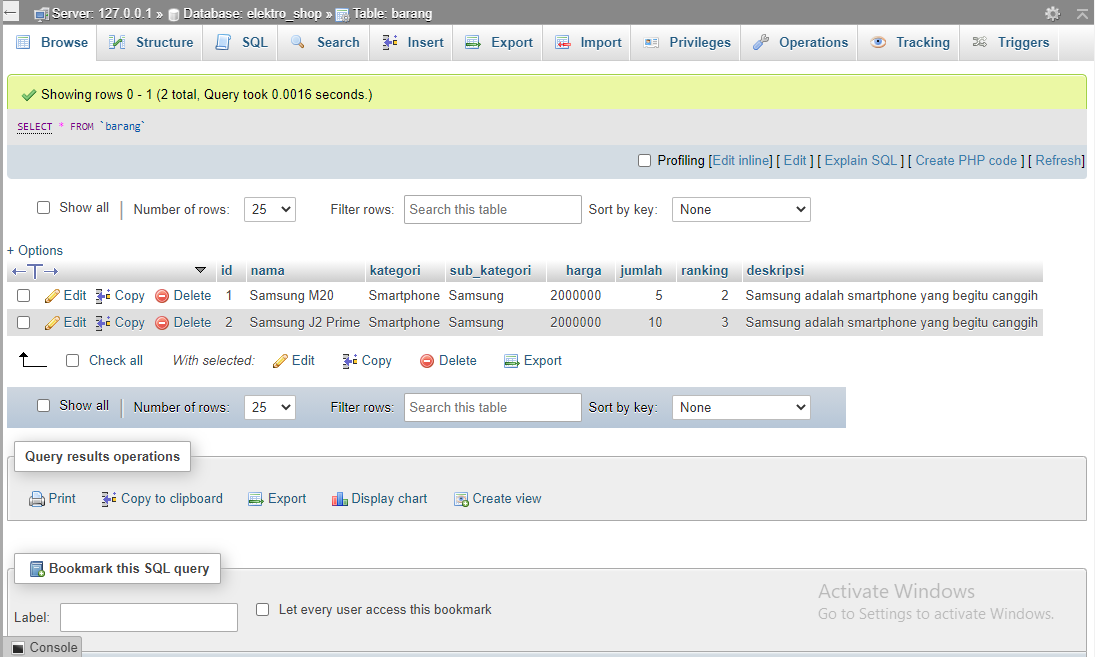 Server: 127.0.0.1 » Database: elektro_shop » Table: barang
Browse Structure SQL Search Insert Export Import Privileges Operations Tracking Triggers
Showing rows 0 - 1 (2 total, Query took 0.0016 seconds.)
SELECT * FROM `barang`
Profiling [Edit inline] [ Edit ] [ Explain SQL ] [ Create PHP code ] [ Refresh]
Show all Number of rows: 25 Filter rows: Search this table Sort by key: None
+ Options
id nama kategori sub_kategori harga jumlah ranking deskripsi
Edit Copy Delete 1 Samsung M20 Smartphone Samsung 2000000 5 2 Samsung adalah smartphone yang begitu canggih
Edit Copy Delete 2 Samsung J2 Prime Smartphone Samsung 2000000 10 3 Samsung adalah smartphone yang begitu canggih
Check all With selected: Edit Copy Delete Export
Show all Number of rows: 25 Filter rows: Search this table Sort by key: None
Query results operations
Print Copy to clipboard Export Display chart Create view
Bookmark this SQL query
Label: Let every user access this bookmark
Activate Windows
Go to Settings to activate Windows.
Console